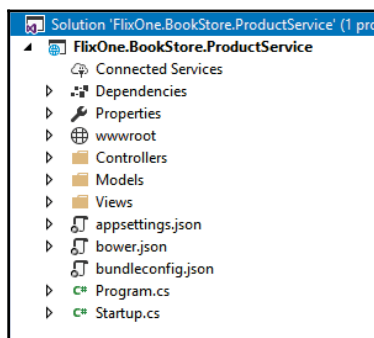 Solution 'FlixOne.BookStore.ProductService' (1 pro
FlixOne.BookStore.ProductService
Connected Services
Dependencies
Properties
wwwroot
Controllers
Models
Views
appsettings.json
bower.json
bundleconfig.json
C# Program.cs
C# Startup.cs